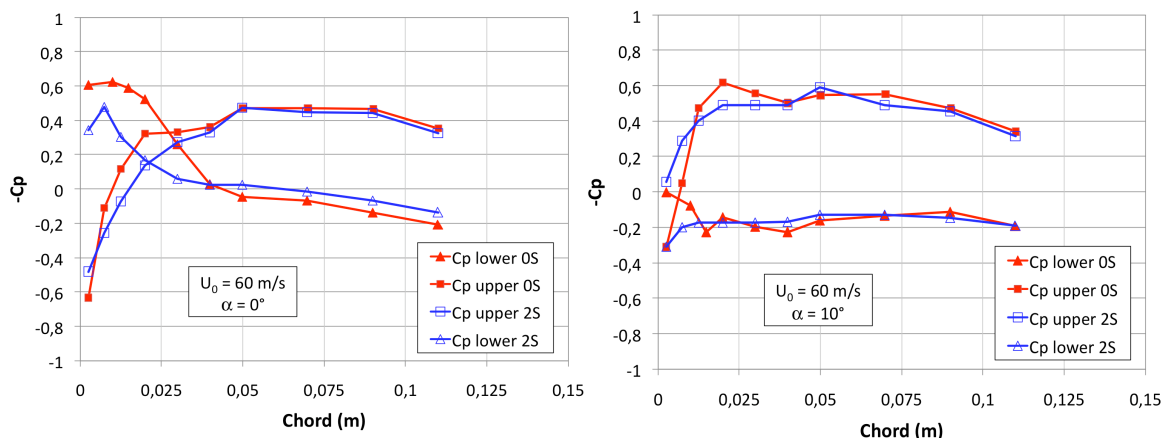 1
0,8
0,6
0,4
0,2
0
-0,2
-0,4
-0,6
-0,8
-1
-Cp
0 0,025 0,05 0,075 0,1 0,125 0,15
Chord (m)
U0 = 60 m/s
α = 0°
Cp lower 0S
Cp upper 0S
Cp upper 2S
Cp lower 2S
1
0,8
0,6
0,4
0,2
0
-0,2
-0,4
-0,6
-0,8
-1
-Cp
0 0,025 0,05 0,075 0,1 0,125 0,15
Chord (m)
U0 = 60 m/s
α = 10°
Cp lower 0S
Cp upper 0S
Cp upper 2S
Cp lower 2S